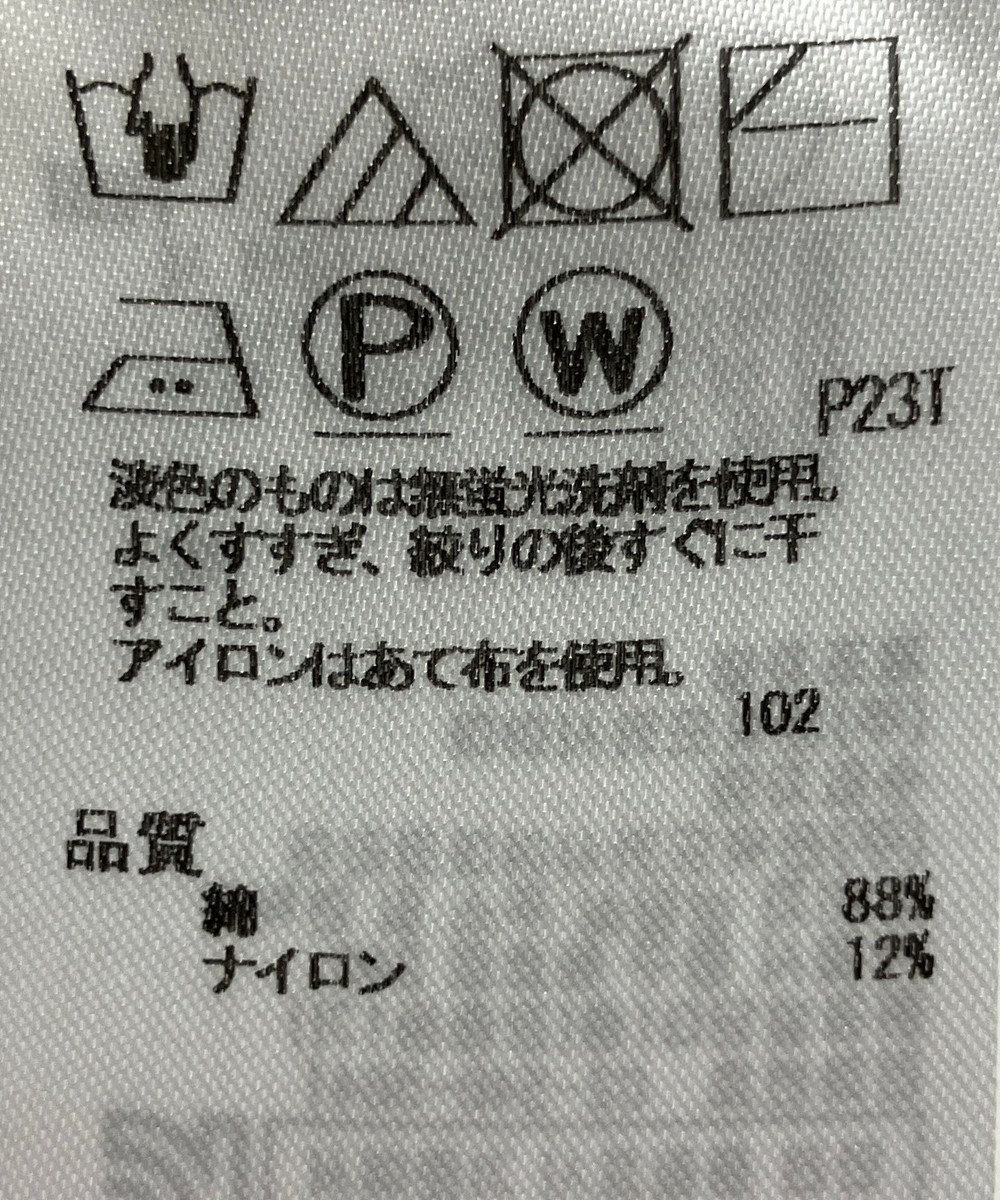 P W
P23T
淡色のものは無蛍光洗剤を使用。
よくすすぎ、絞りの後すぐに干
すこと。
アイロンはあて布を使用。
102
品質
綿 88%
ナイロン 12%